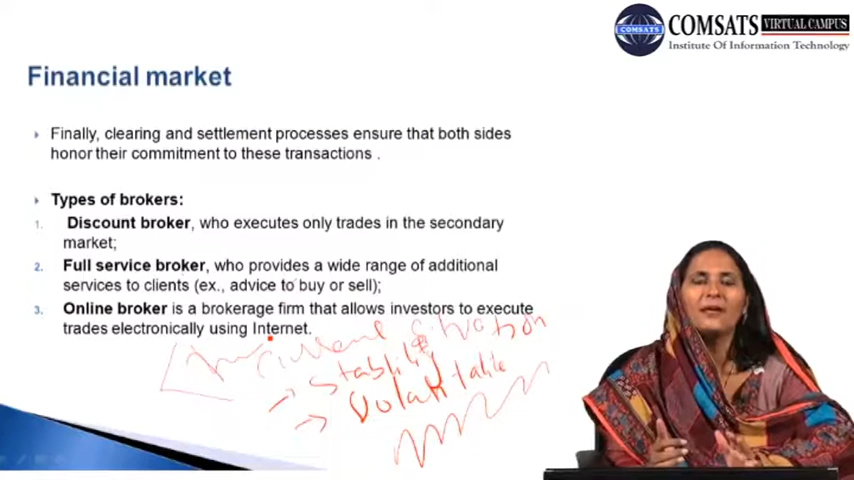 COMSATS VIRTUAL CAMPUS
COMSATS
Institute Of Information Technology
Financial market
Finally, clearing and settlement processes ensure that both sides
honor their commitment to these transactions .
Types of brokers:
1. Discount broker, who executes only trades in the secondary
market;
2. Full service broker, who provides a wide range of additional
services to clients (ex., advice to buy or sell);
3. Online broker is a brokerage firm that allows investors to execute
trades electronically using Internet.
situation
→ Stability
→ Volatitable